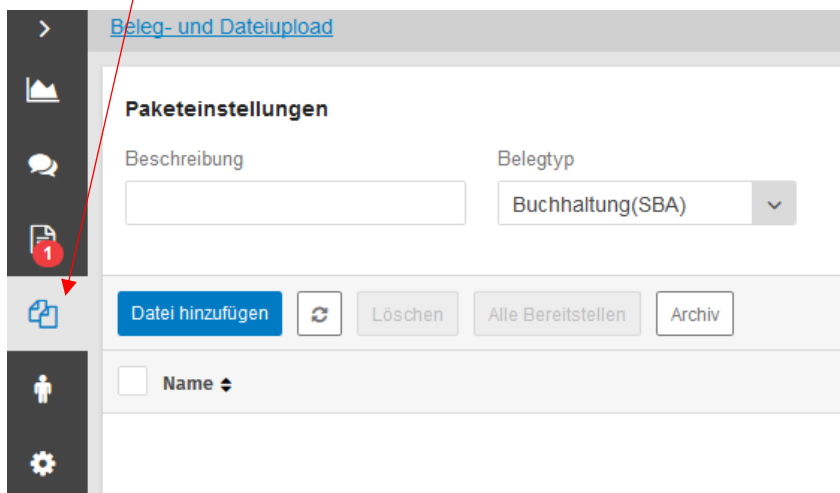 Beleg- und Dateiupload
Paketeinstellungen
Beschreibung Belegtyp
Buchhaltung(SBA)
1
Datei hinzufügen Löschen Alle Bereitstellen Archiv
Name